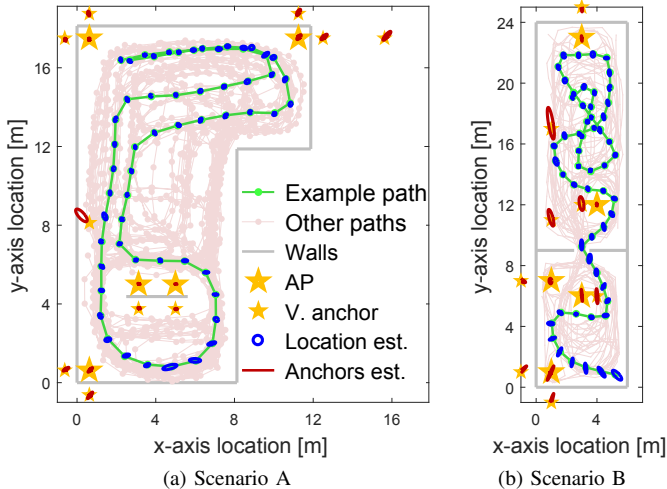 16
12
8
4
0
y-axis location [m]
0
4
8
12
16
x-axis location [m]
Example path
Other paths
Walls
AP
V. anchor
Location est.
Anchors est.
(a) Scenario A
24
20
16
12
8
4
0
y-axis location [m]
0
4
x-axis location [m]
(b) Scenario B